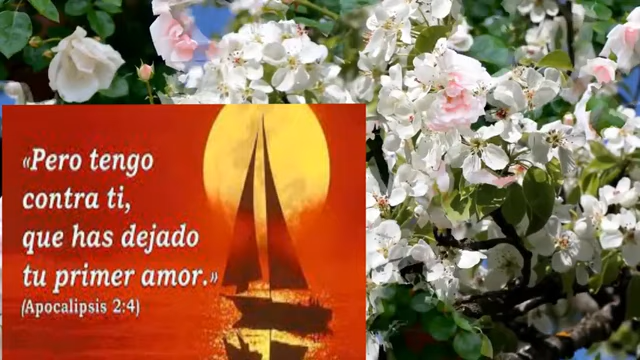 «Pero tengo
contra ti,
que has dejado
tu primer amor.»
(Apocalipsis 2:4)